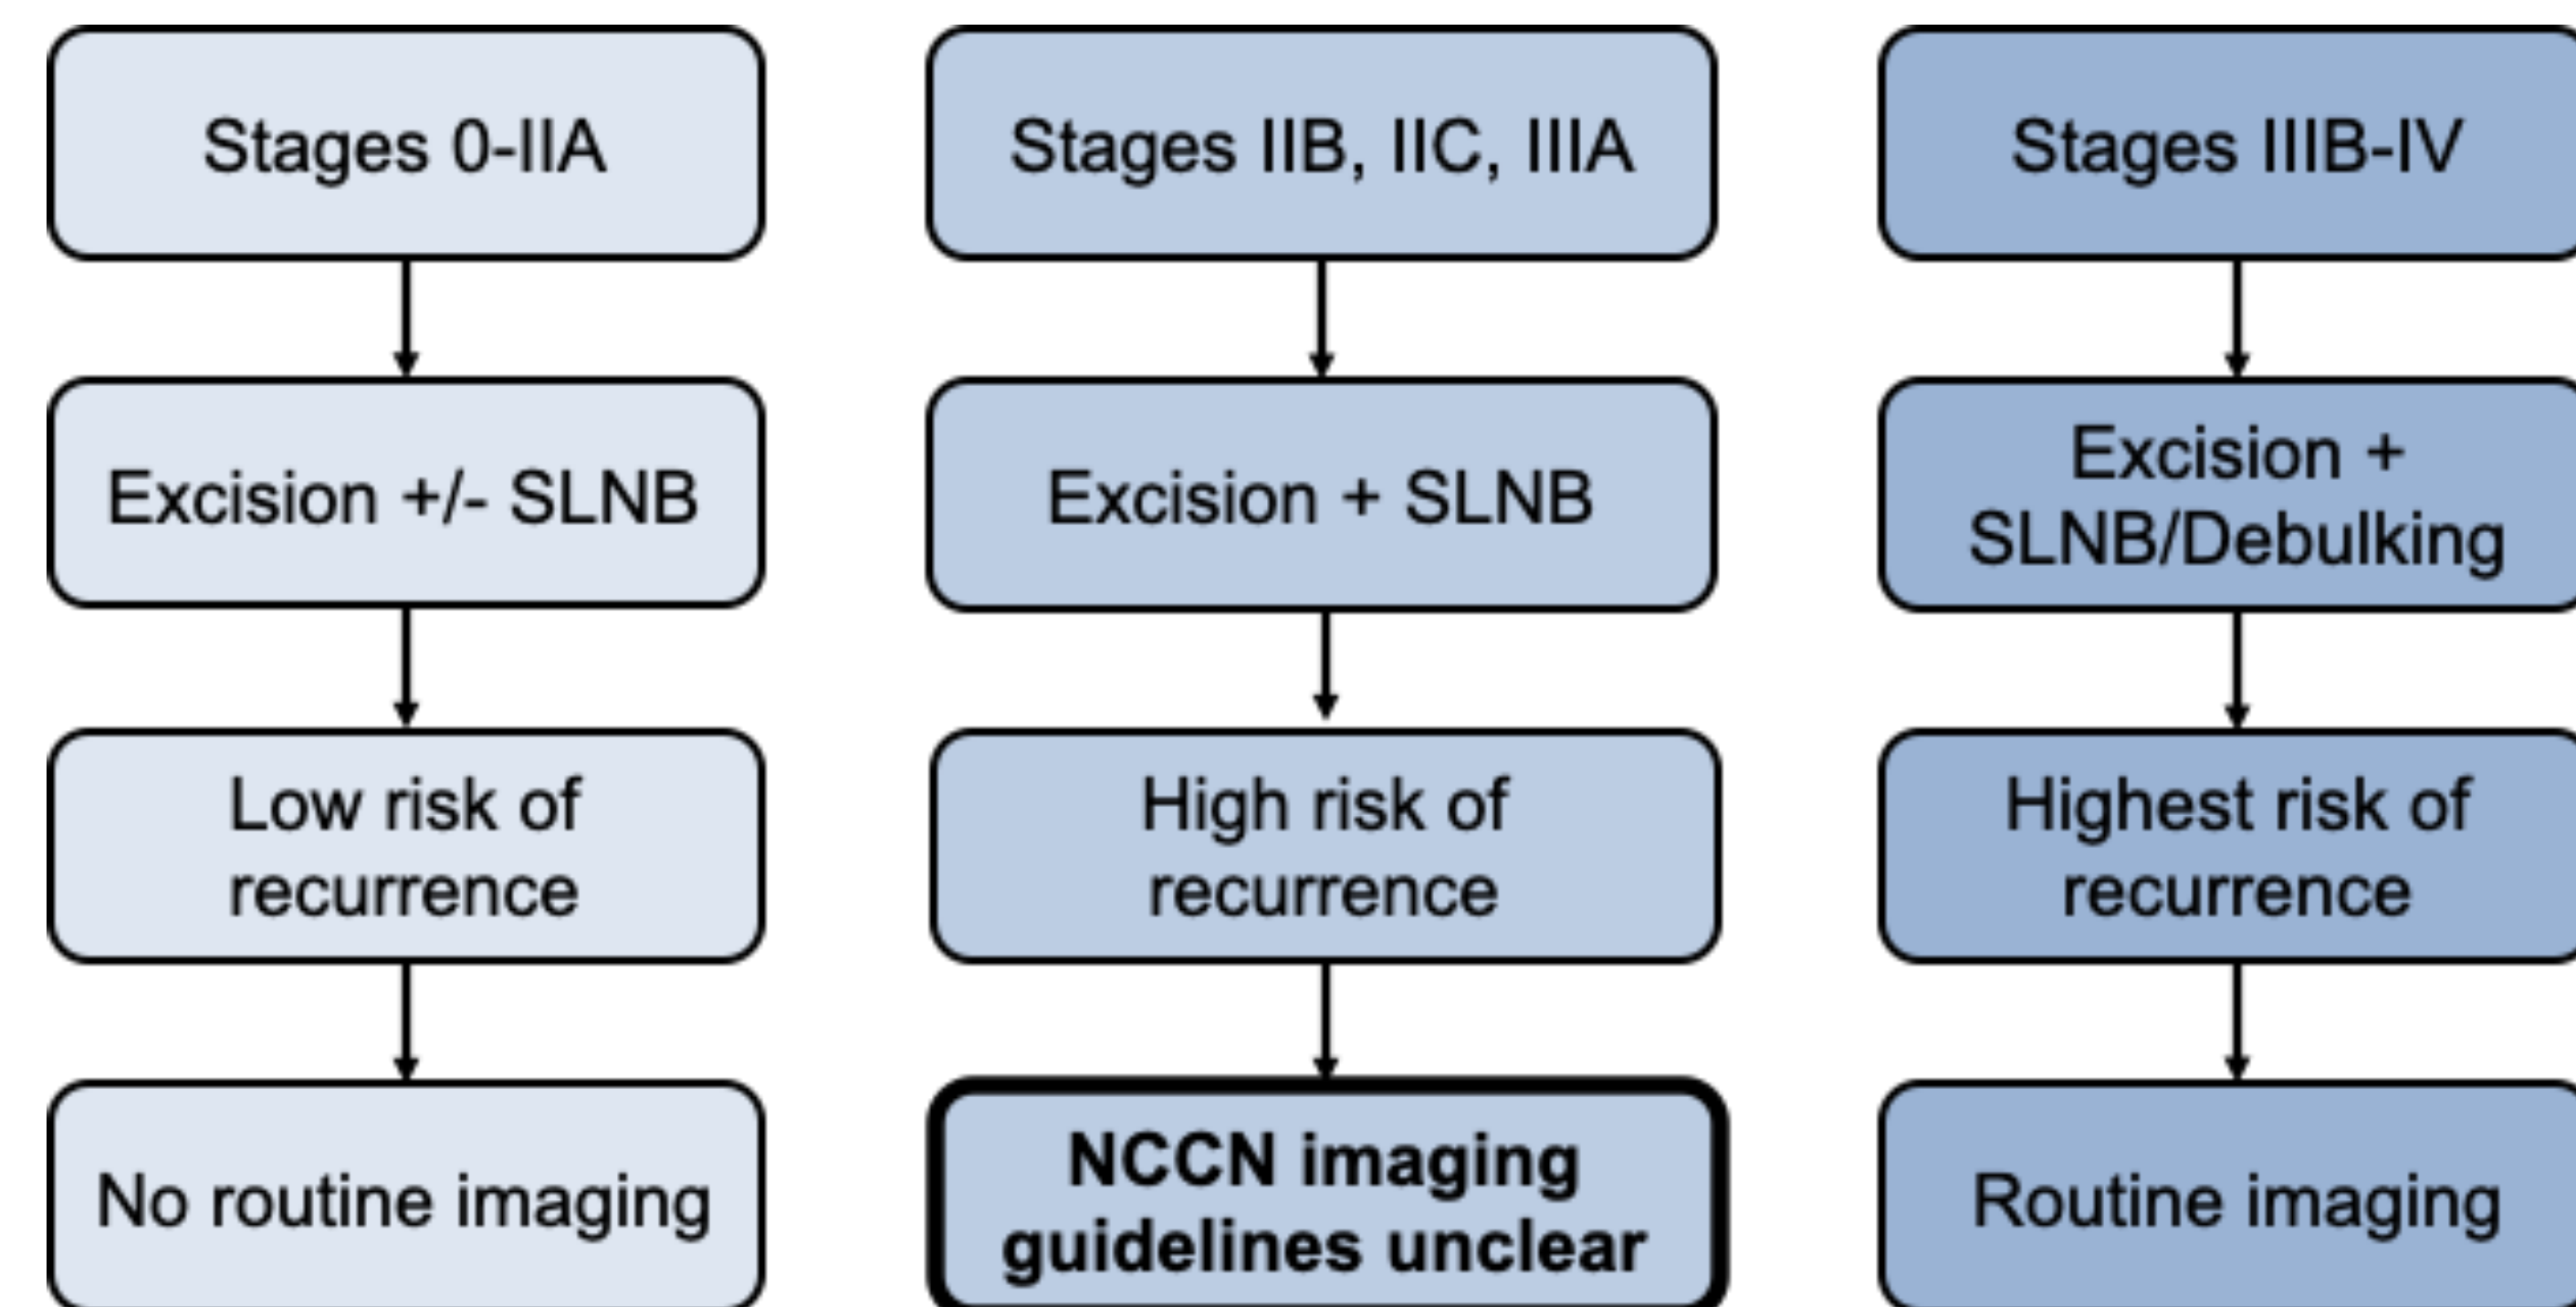 Stages 0-IIA
Stages IIB, IIC, IIIA
Stages IIIB-IV
Excision +/- SLNB
Excision + SLNB
Excision +
SLNB/Debulking
Low risk of
recurrence
High risk of
recurrence
Highest risk of
recurrence
No routine imaging
NCCN imaging
guidelines unclear
Routine imaging